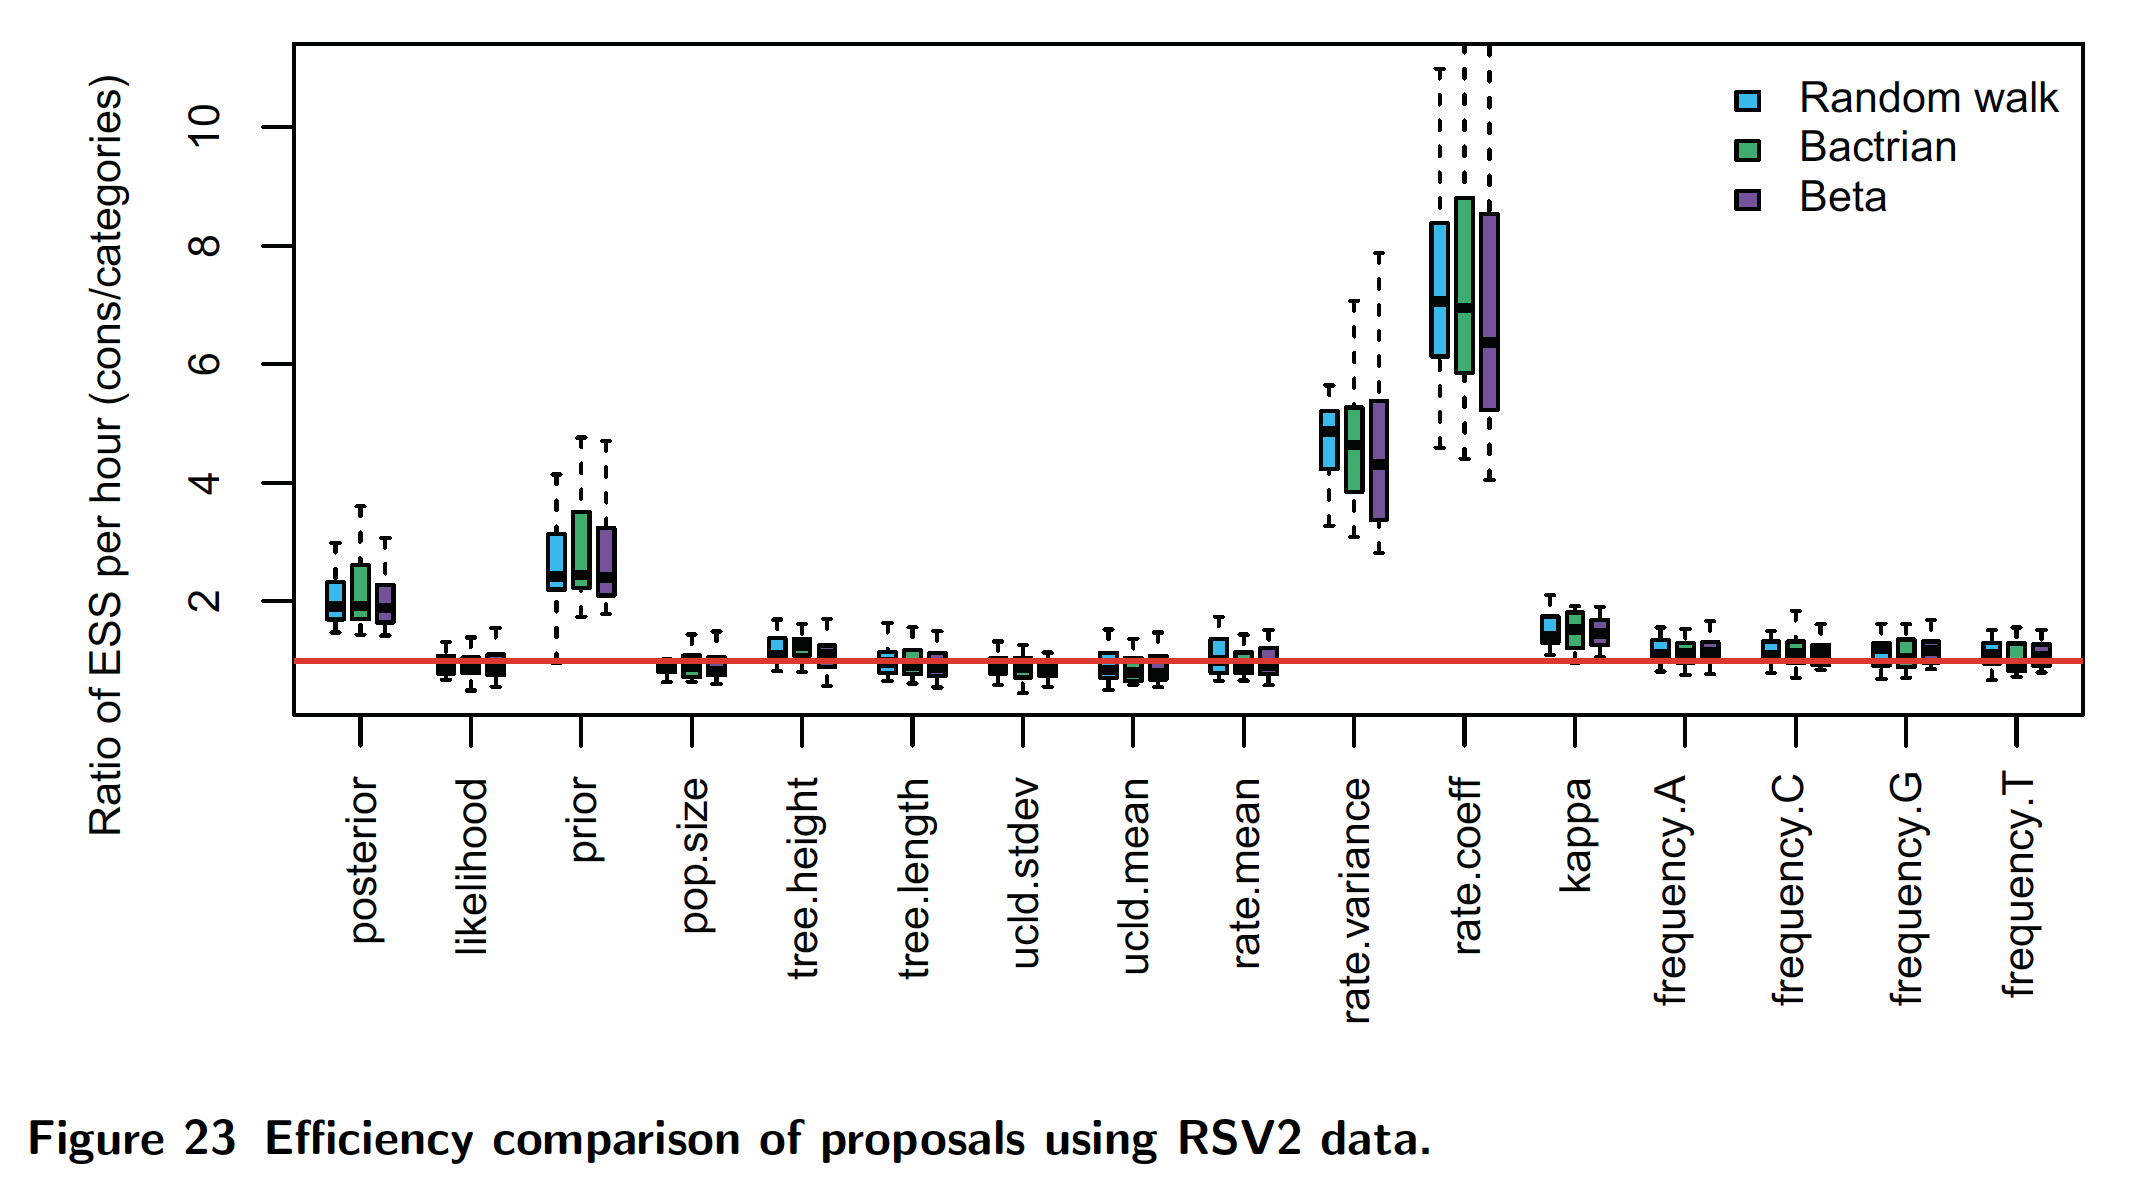 Ratio of ESS per hour (cons/categories)
10
8
6
4
2
Random walk
Bactrian
Beta
posterior
likelihood
prior
pop.size
tree.height
tree.length
ucld.stdev
ucld.mean
rate.mean
rate.variance
rate.coeff
kappa
frequency.A
frequency.C
frequency.G
frequency.T
Figure 23 Efficiency comparison of proposals using RSV2 data.